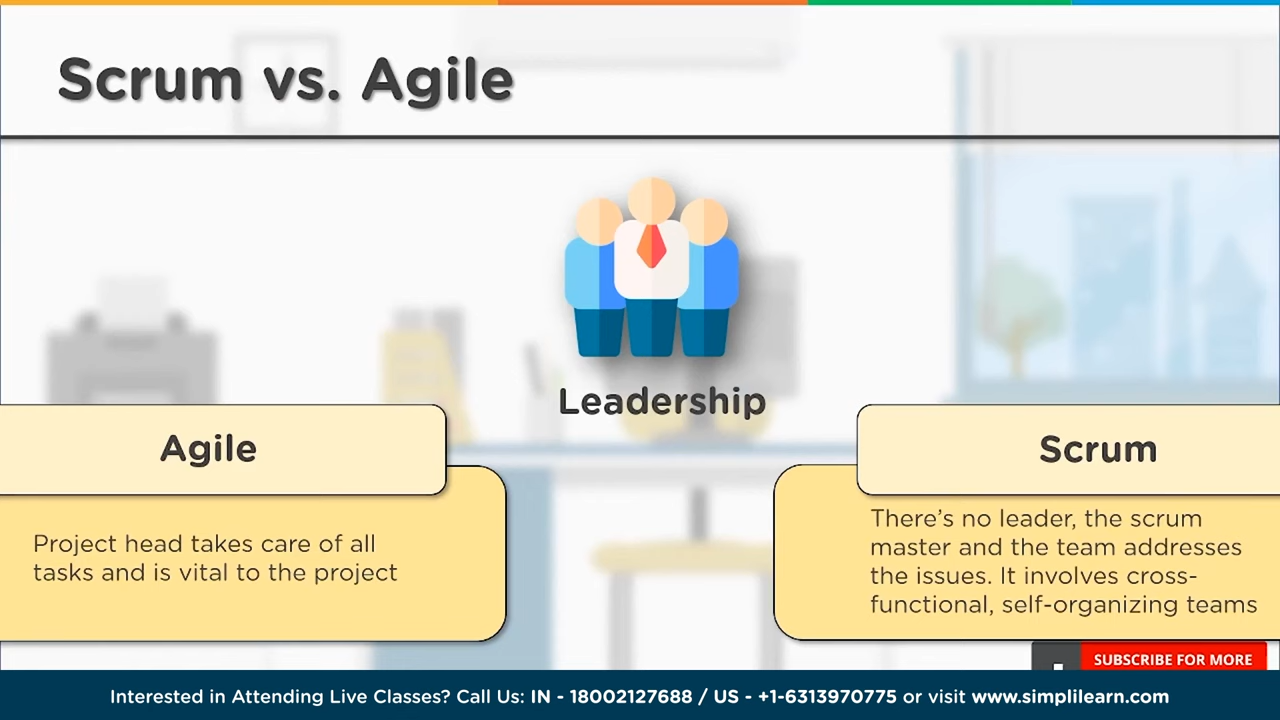 Scrum vs. Agile
Leadership
Agile
Project head takes care of all
tasks and is vital to the project
Scrum
There's no leader, the scrum
master and the team addresses
the issues. It involves cross-
functional, self-organizing teams
SUBSCRIBE FOR MORE
Interested in Attending Live Classes? Call Us: IN - 18002127688 / US - +1-6313970775 or visit www.simplilearn.com